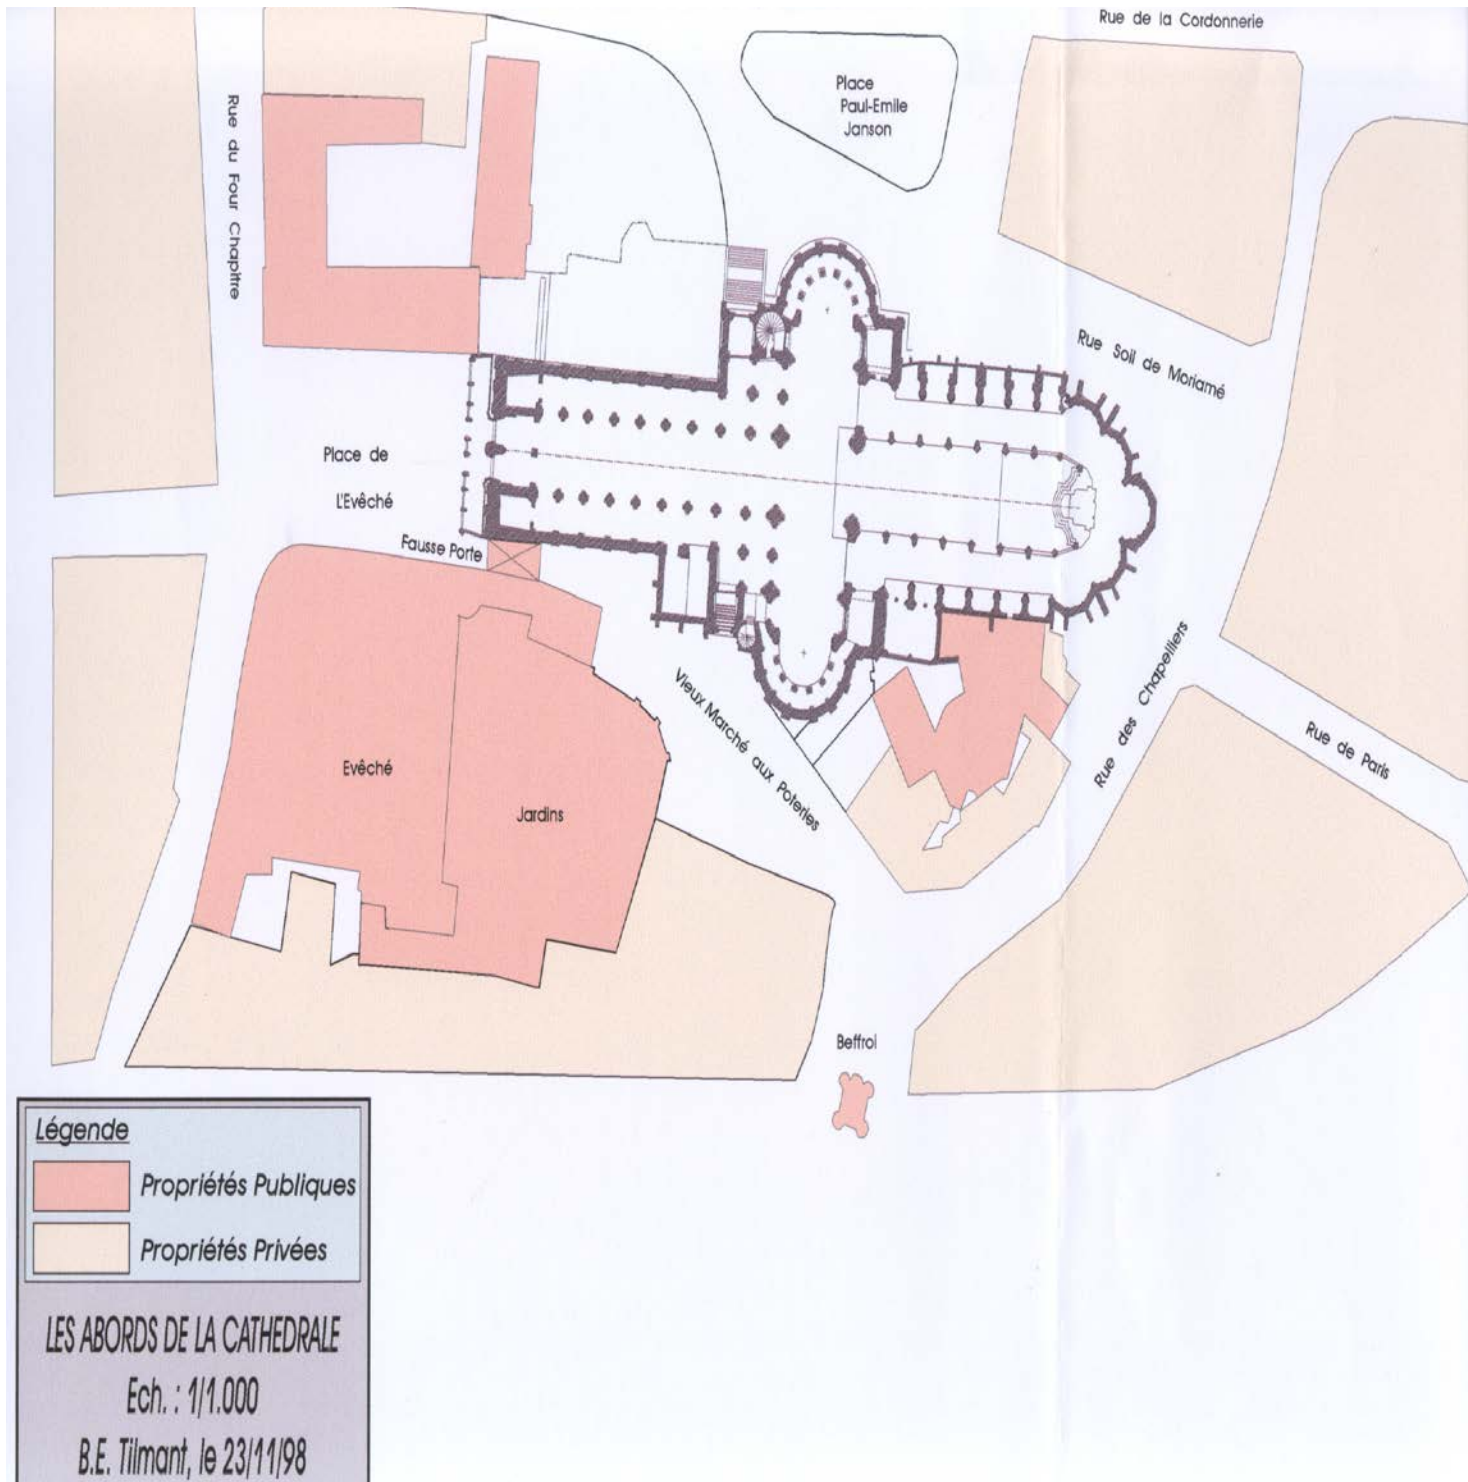 Rue de la Cordonnerie
Place
Paul-Emile
Janson
Rue du Four Chapitre
Rue Soil de Moriamé
Place de
L'Evêché
Fausse Porte
Vieux Marché aux Poteries
Rue des Chapelliers
Rue de Paris
Evêché
Jardins
Beffroi
Légende
Propriétés Publiques
Propriétés Privées
LES ABORDS DE LA CATHEDRALE
Ech. : 1/1.000
B.E. Tilmant, le 23/11/98